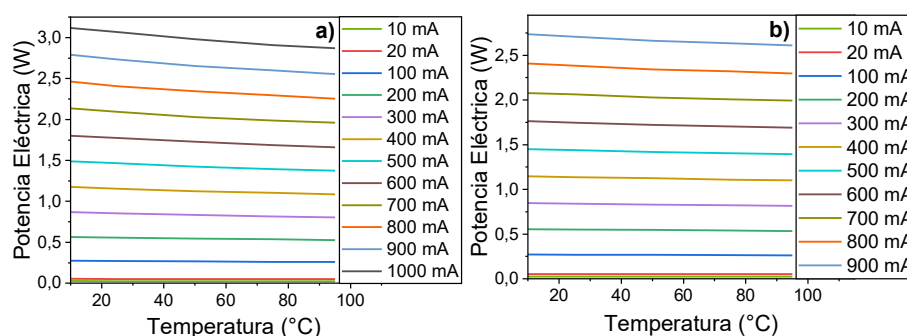 a)
Potencia Eléctrica (W)
3,0
2,5
2,0
1,5
1,0
0,5
0,0
20 40 60 80 100
Temperatura (°C)
10 mA
20 mA
100 mA
200 mA
300 mA
400 mA
500 mA
600 mA
700 mA
800 mA
900 mA
1000 mA
b)
Potencia Eléctrica (W)
2,5
2,0
1,5
1,0
0,5
0,0
20 40 60 80 100
Temperatura (°C)
10 mA
20 mA
100 mA
200 mA
300 mA
400 mA
500 mA
600 mA
700 mA
800 mA
900 mA